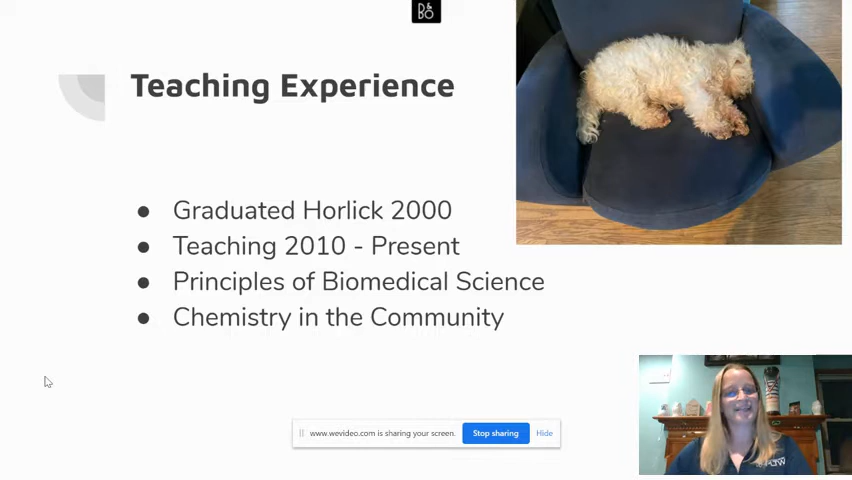 B&O
Teaching Experience
Graduated Horlick 2000
Teaching 2010 - Present
Principles of Biomedical Science
Chemistry in the Community
www.wevideo.com is sharing your screen.
Stop sharing
Hide